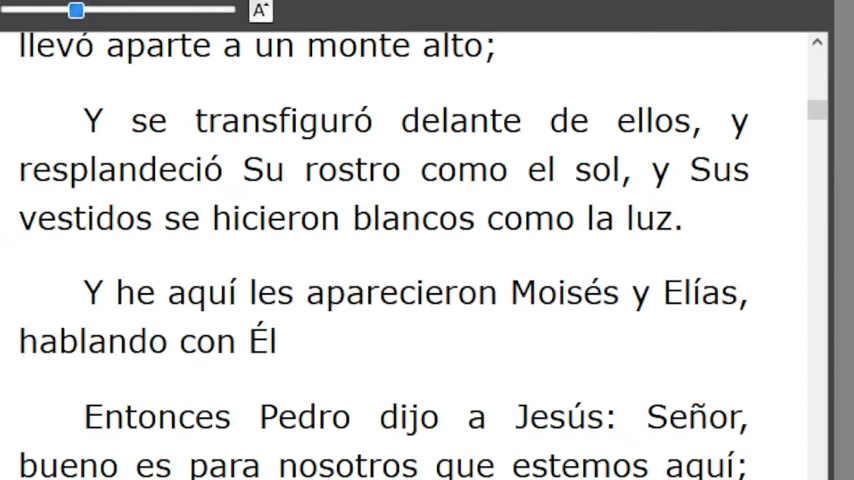 A
llevó aparte a un monte alto;
Y se transfiguró delante de ellos, y
resplandeció Su rostro como el sol, y Sus
vestidos se hicieron blancos como la luz.
Y he aquí les aparecieron Moisés y Elías,
hablando con Él
Entonces Pedro dijo a Jesús: Señor,
bueno es para nosotros que estemos aquí;